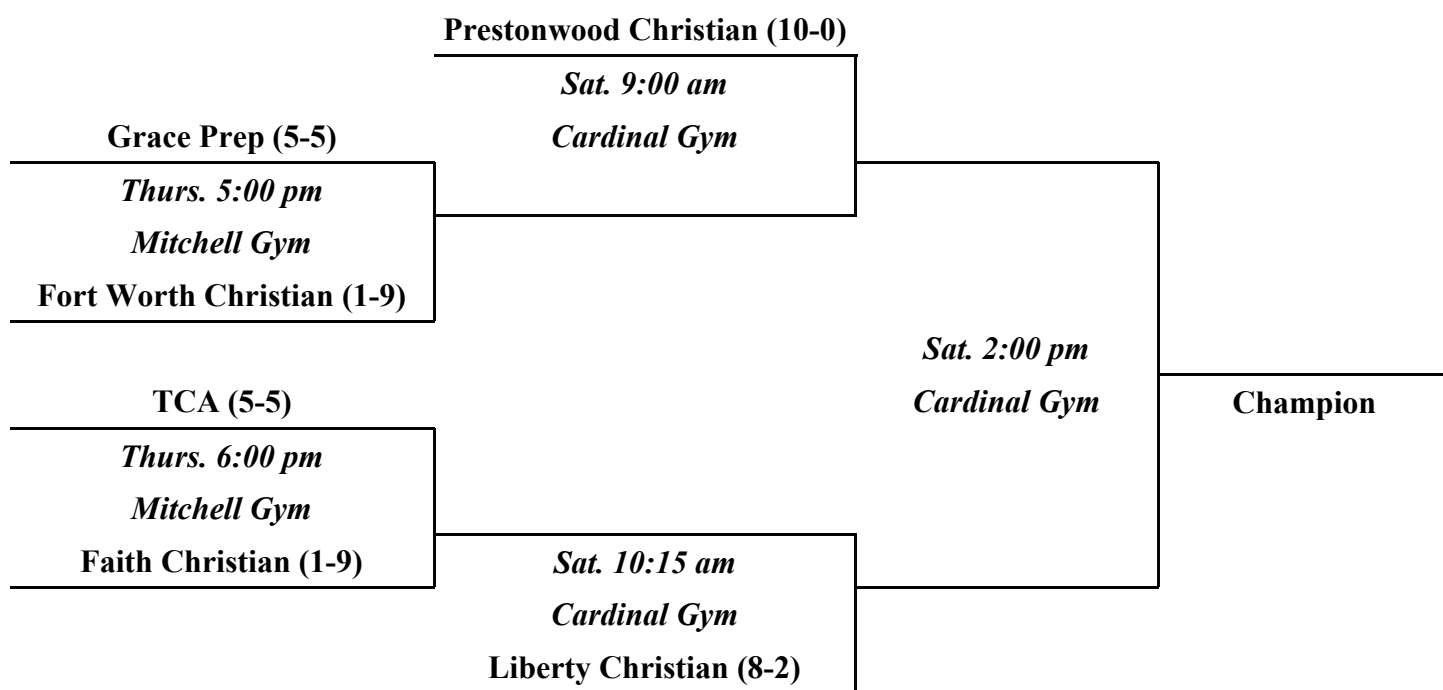 Prestonwood Christian (10-0)
Sat. 9:00 am
Cardinal Gym
Grace Prep (5-5)
Thurs. 5:00 pm
Mitchell Gym
Fort Worth Christian (1-9)
Sat. 2:00 pm
Cardinal Gym
Champion
TCA (5-5)
Thurs. 6:00 pm
Mitchell Gym
Faith Christian (1-9)
Sat. 10:15 am
Cardinal Gym
Liberty Christian (8-2)